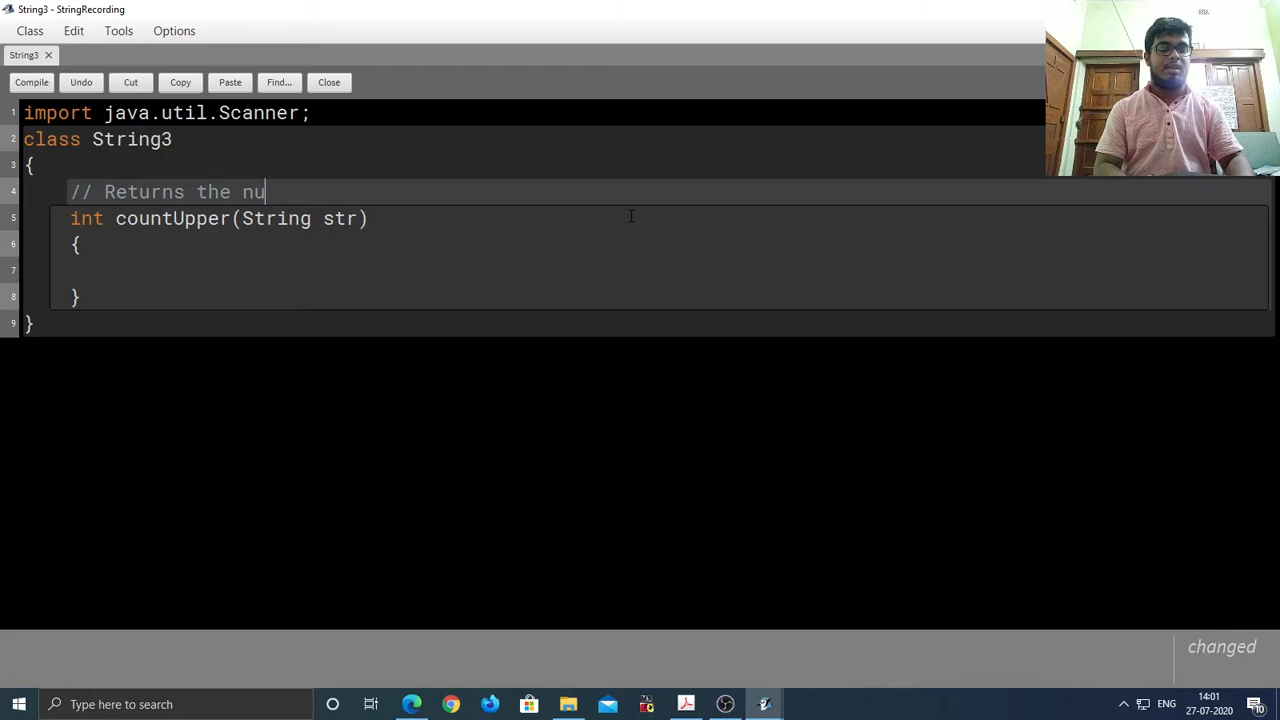 String3 - StringRecording
Class Edit Tools Options
String3 ×
Compile Undo Cut Copy Paste Find... Close
1 import java.util.Scanner;
2 class String3
3 {
4 // Returns the nu
5 int countUpper(String str)
6 {
7
8 }
9 }
changed
Type here to search
ENG
14:01
27-07-2020
10